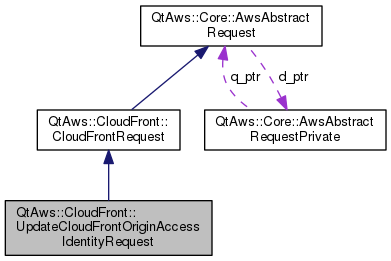 QtAws::Core::AwsAbstract
Request
q_ptr
d_ptr
QtAws::CloudFront::
CloudFrontRequest
QtAws::Core::AwsAbstract
RequestPrivate
QtAws::CloudFront::
UpdateCloudFrontOriginAccess
IdentityRequest